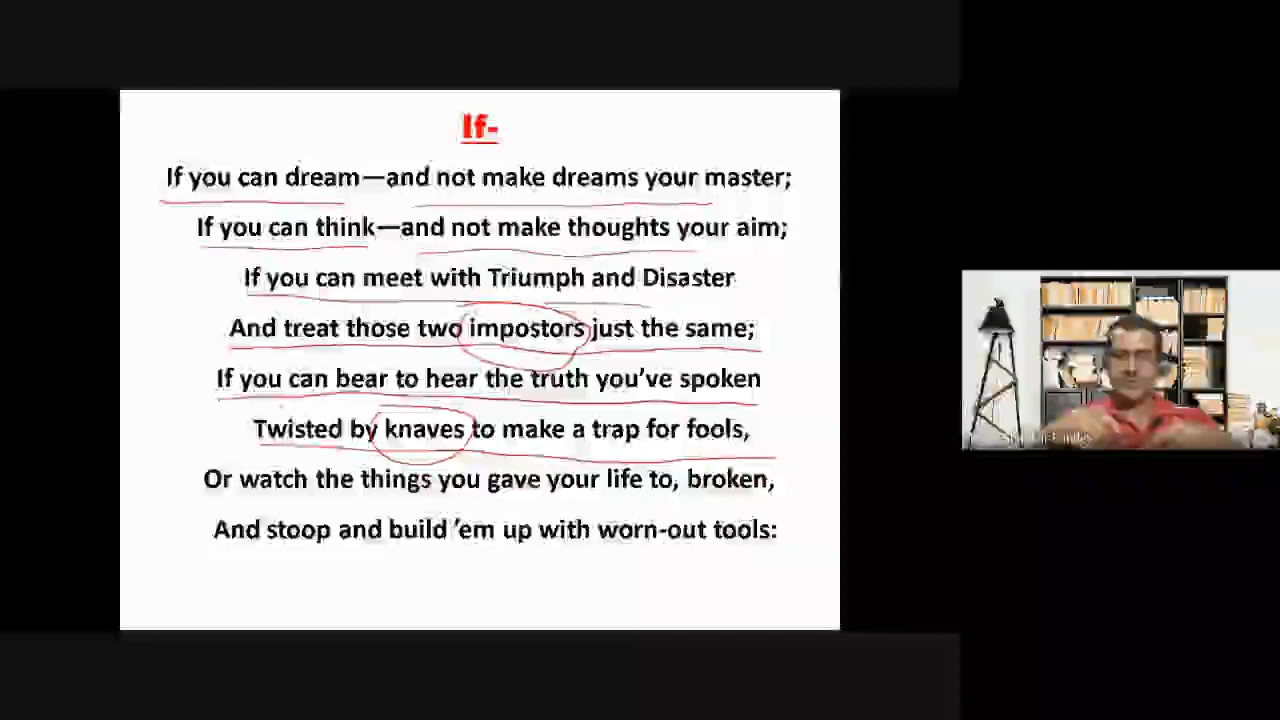 If-
If you can dream—and not make dreams your master;
If you can think—and not make thoughts your aim;
If you can meet with Triumph and Disaster
And treat those two impostors just the same;
If you can bear to hear the truth you've spoken
Twisted by knaves to make a trap for fools,
Or watch the things you gave your life to, broken,
And stoop and build 'em up with worn-out tools: